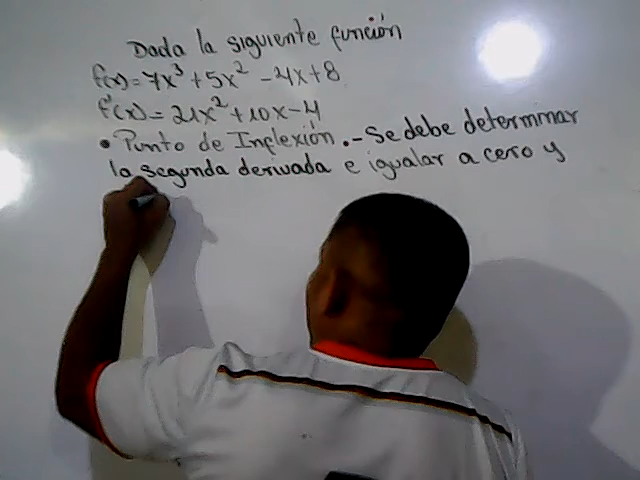 Dada la siguiente función
f(x)=7x³+5x²-4x+8
f'(x)=21x²+10x-4
• Punto de Inflexión.- Se debe determinar
la segunda derivada e igualar a cero y